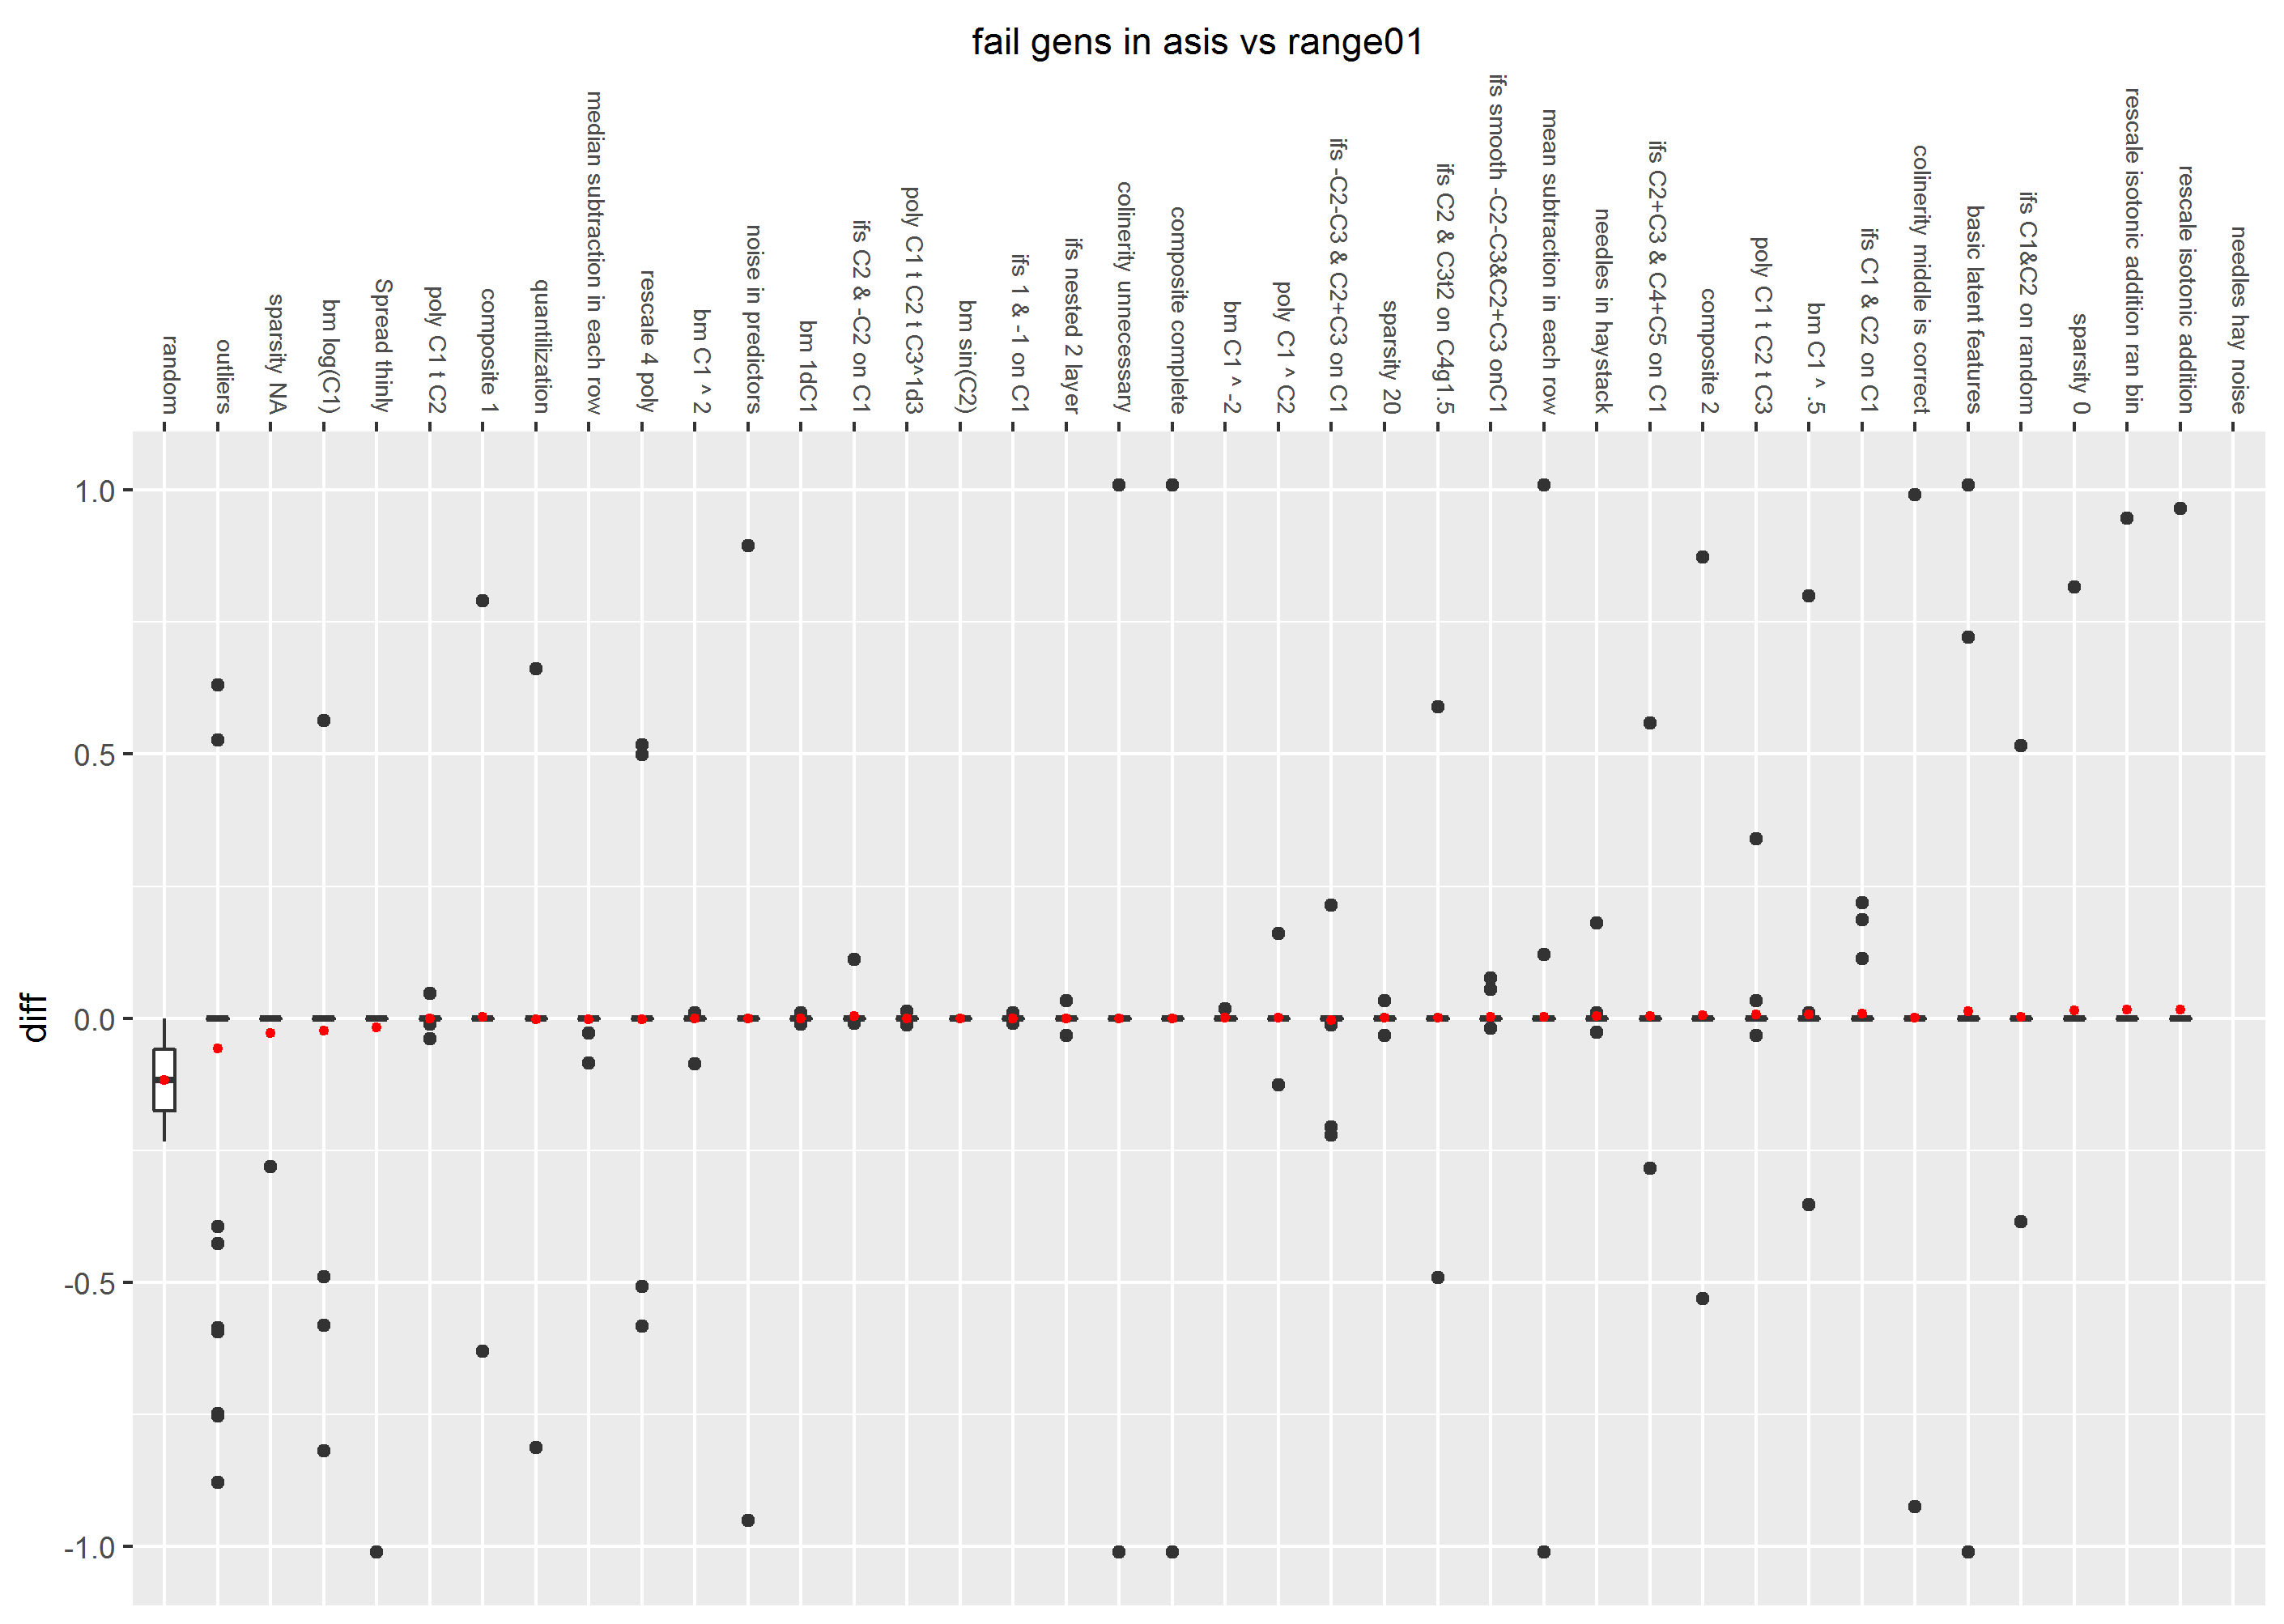 fail gens in asis vs range01
random
outliers
sparsity NA
bm log(C1)
Spread thinly
poly C1 t C2
composite 1
quantilization
median subtraction in each row
rescale 4 poly
bm C1 ^ 2
noise in predictors
bm 1dC1
ifs C2 & -C2 on C1
poly C1 t C2 t C3^1d3
bm sin(C2)
ifs 1 & -1 on C1
ifs nested 2 layer
colinerity unnecessary
composite complete
bm C1 ^ -2
poly C1 ^ C2
ifs -C2-C3 & C2+C3 on C1
sparsity 20
ifs C2 & C3t2 on C4g1.5
ifs smooth -C2-C3&C2+C3 onC1
mean subtraction in each row
needles in haystack
ifs C2+C3 & C4+C5 on C1
composite 2
poly C1 t C2 t C3
bm C1 ^ .5
ifs C1 & C2 on C1
colinerity middle is correct
basic latent features
ifs C1&C2 on random
sparsity 0
rescale isotonic addition ran bin
rescale isotonic addition
needles hay noise
1.0
0.5
0.0
-0.5
-1.0
diff